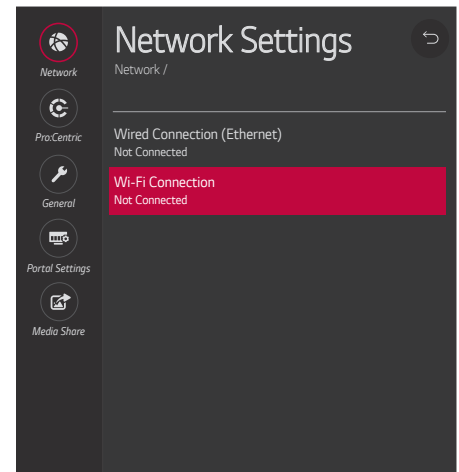 Network Settings
Network /
Wired Connection (Ethernet)
Not Connected
Wi-Fi Connection
Not Connected
Network
Pro:Centric
General
Portal Settings
Media Share